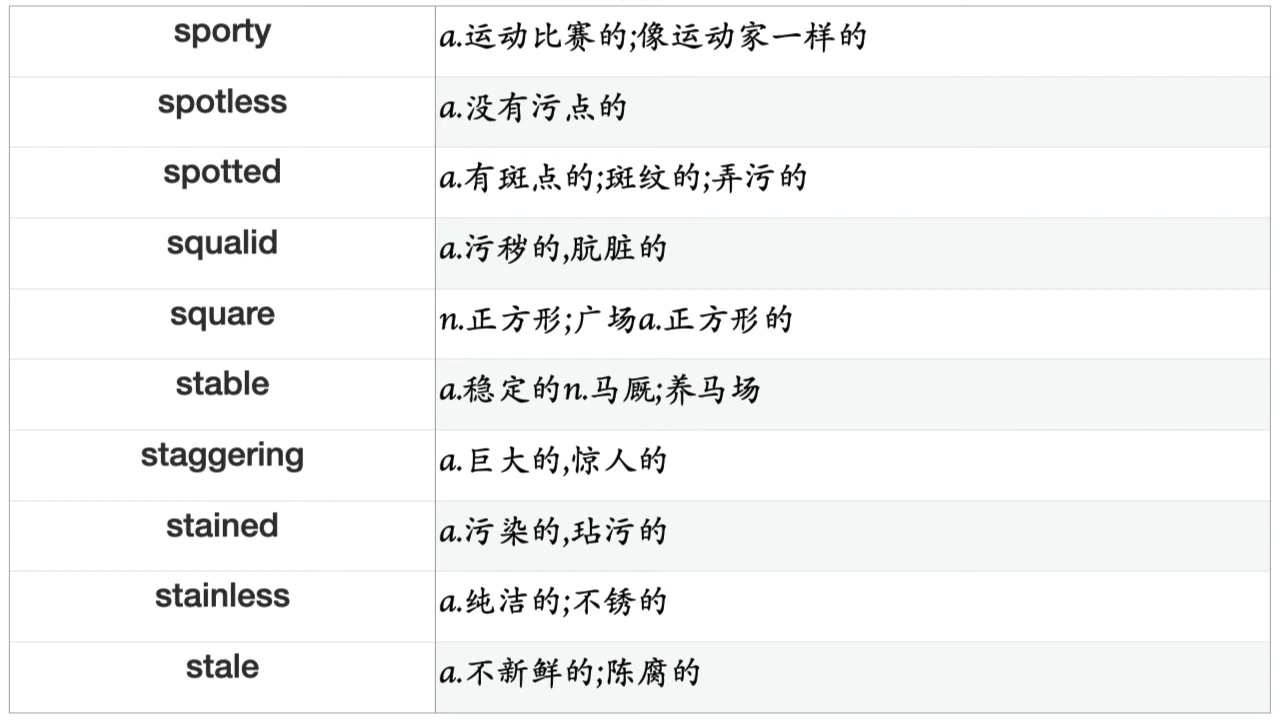 sporty a.运动比赛的;像运动家一样的
spotless a.没有污点的
spotted a.有斑点的;斑纹的;弄污的
squalid a.污秽的,肮脏的
square n.正方形;广场a.正方形的
stable a.稳定的n.马厩;养马场
staggering a.巨大的,惊人的
stained a.污染的,玷污的
stainless a.纯洁的;不锈的
stale a.不新鲜的;陈腐的